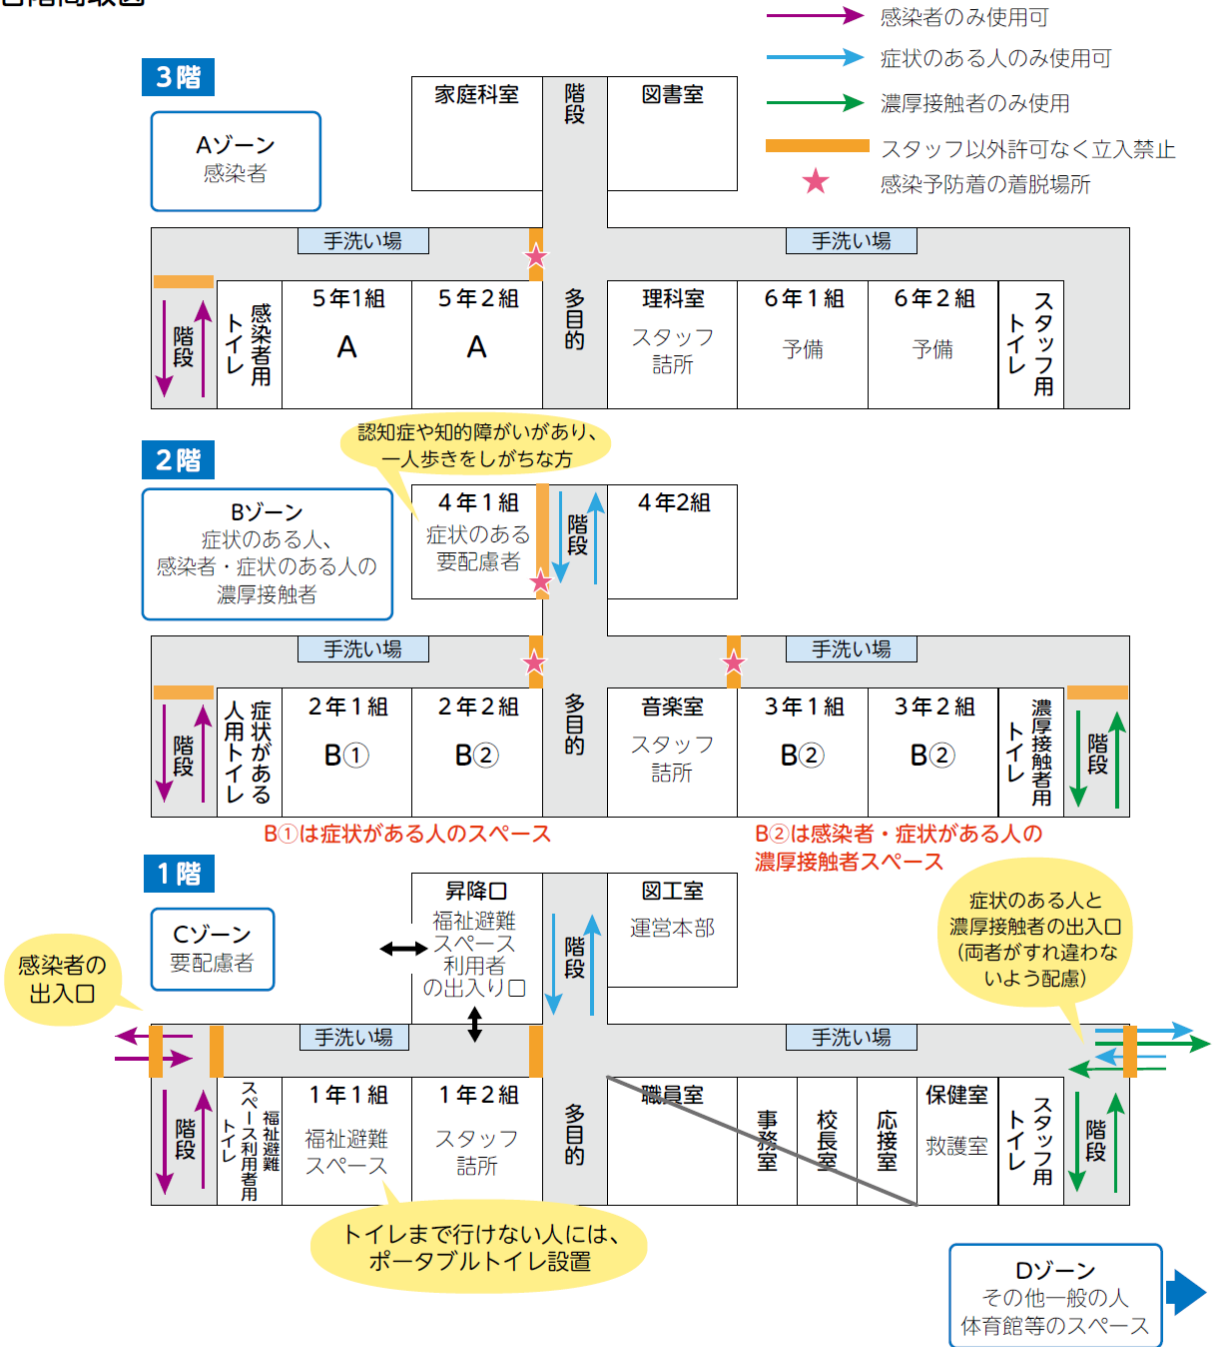 感染者のみ使用可
症状のある人のみ使用可
濃厚接触者のみ使用
スタッフ以外許可なく立入禁止
感染予防着の着脱場所
3階
Aゾーン
感染者
家庭科室
階段
図書室
手洗い場
手洗い場
階段
感染者用
トイレ
5年1組
A
5年2組
A
多目的
理科室
スタッフ
詰所
6年1組
予備
6年2組
予備
スタッフ用
トイレ
認知症や知的障がいがあり、
一人歩きをしがちな方
2階
Bゾーン
症状のある人、
感染者・症状のある人の
濃厚接触者
4年1組
症状のある
要配慮者
階段
4年2組
手洗い場
手洗い場
階段
症状がある
人用トイレ
2年1組
B①
2年2組
B②
多目的
音楽室
スタッフ
詰所
3年1組
B②
3年2組
B②
濃厚接触者用
トイレ
階段
B①は症状がある人のスペース
B②は感染者・症状がある人の
濃厚接触者スペース
1階
Cゾーン
要配慮者
感染者の
出入口
昇降口
福祉避難
スペース
利用者
の出入り口
階段
図工室
運営本部
症状のある人と
濃厚接触者の出入口
(両者がすれ違わな
いよう配慮)
手洗い場
手洗い場
階段
福祉避難
スペース利用者用
トイレ
1年1組
福祉避難
スペース
1年2組
スタッフ
詰所
多目的
職員室
事務室
校長室
応接室
保健室
救護室
スタッフ用
トイレ
階段
トイレまで行けない人には、
ポータブルトイレ設置
Dゾーン
その他一般の人
体育館等のスペース